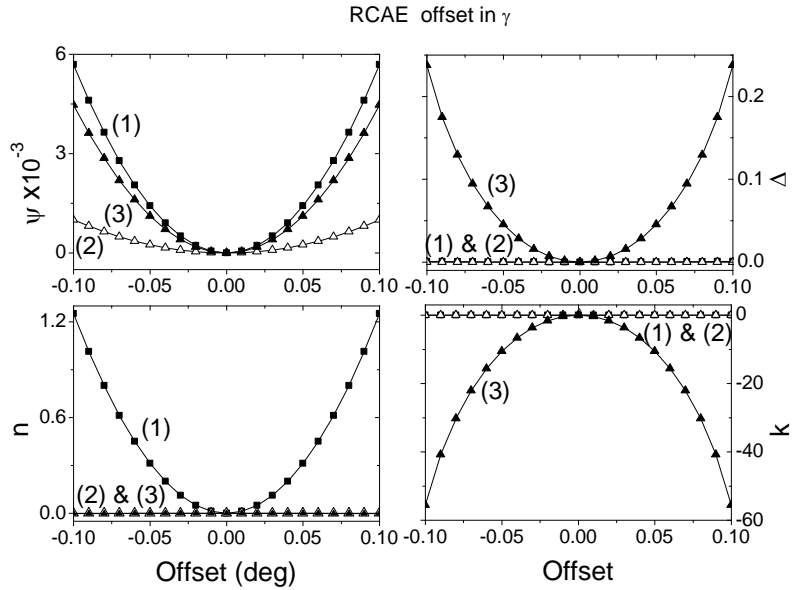 RCAE offset in γ
6
3
0
ψ x10⁻³
(1)
(3)
(2)
-0.10 -0.05 0.00 0.05 0.10
0.2
0.1
0.0
Δ
(3)
(1) & (2)
-0.10 -0.05 0.00 0.05 0.10
1.2
0.6
0.0
n
(1)
(2) & (3)
-0.10 -0.05 0.00 0.05 0.10
Offset (deg)
0
-20
-40
-60
k
(1) & (2)
(3)
-0.10 -0.05 0.00 0.05 0.10
Offset